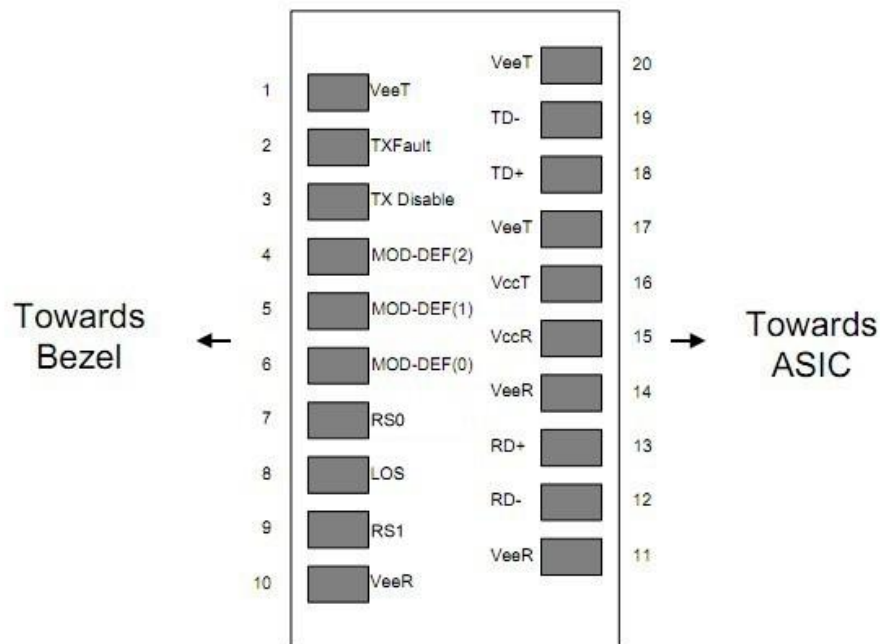 VeeT 20
1 VeeT
TD- 19
2 TXFault
TD+ 18
3 TX Disable
VeeT 17
4 MOD-DEF(2)
VccT 16
5 MOD-DEF(1)
Towards
Bezel
VccR 15
Towards
ASIC
6 MOD-DEF(0)
VeeR 14
7 RS0
RD+ 13
8 LOS
RD- 12
9 RS1
VeeR 11
10 VeeR